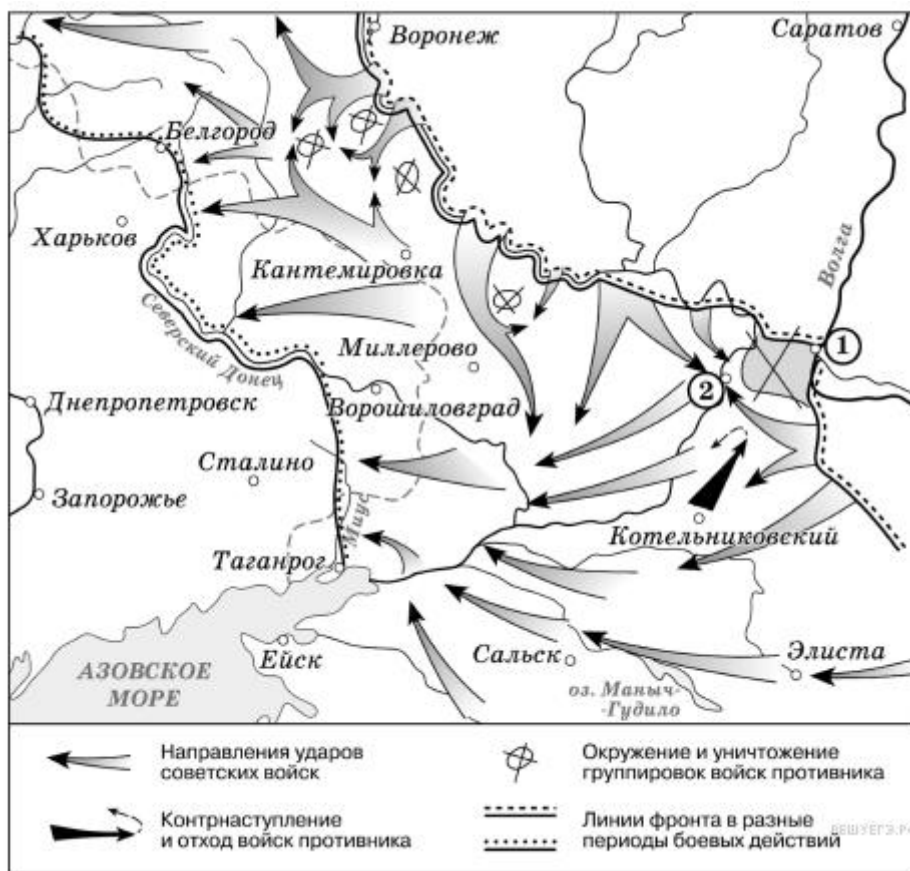 Воронеж
Саратов
Белгород
Харьков
Волга
Кантемировка
Северский Донец
Миллерово
1
2
Днепропетровск
Ворошиловград
Сталино
Запорожье
Миус
Котельниковский
Таганрог
Ейск
Сальск
Элиста
АЗОВСКОЕ
МОРЕ
оз. Маныч-
-Гудило
Направления ударов
советских войск
Окружение и уничтожение
группировок войск противника
Контрнаступление
и отход войск противника
Линии фронта в разные
периоды боевых действий